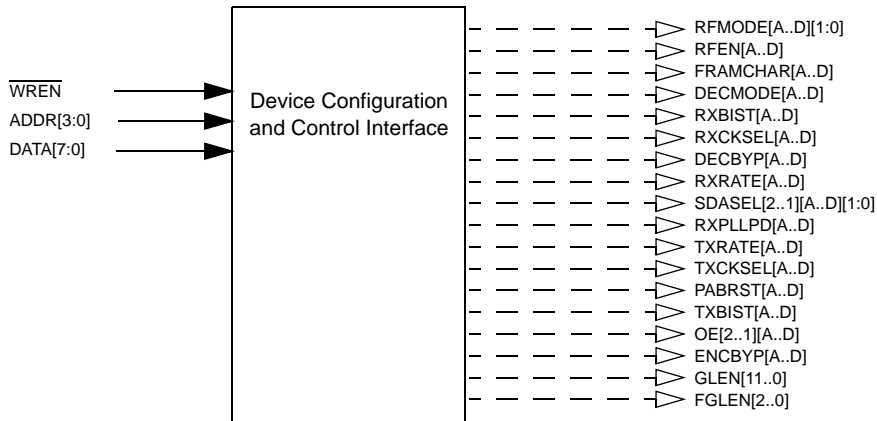 WREN
ADDR[3:0]
DATA[7:0]
Device Configuration
and Control Interface
RFMODE[A..D][1:0]
RFEN[A..D]
FRAMCHAR[A..D]
DECMODE[A..D]
RXBIST[A..D]
RXCKSEL[A..D]
DECBYP[A..D]
RXRATE[A..D]
SDASEL[2..1][A..D][1:0]
RXPLLPD[A..D]
TXRATE[A..D]
TXCKSEL[A..D]
PABRST[A..D]
TXBIST[A..D]
OE[2..1][A..D]
ENCBYP[A..D]
GLEN[11..0]
FGLEN[2..0]